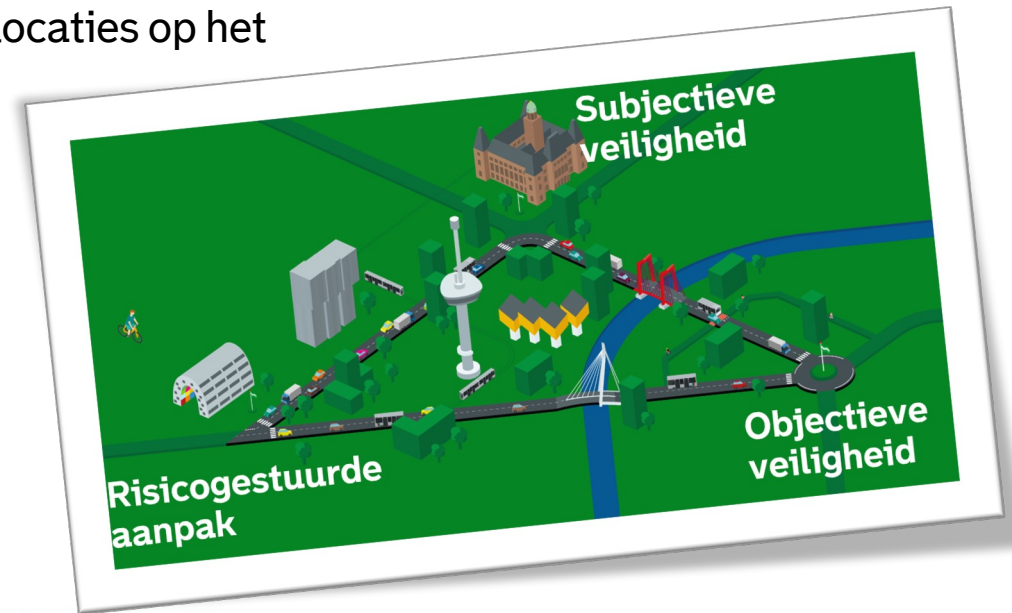 ocaties op het
Subjectieve
veiligheid
Objectieve
veiligheid
Risicogestuurde
aanpak